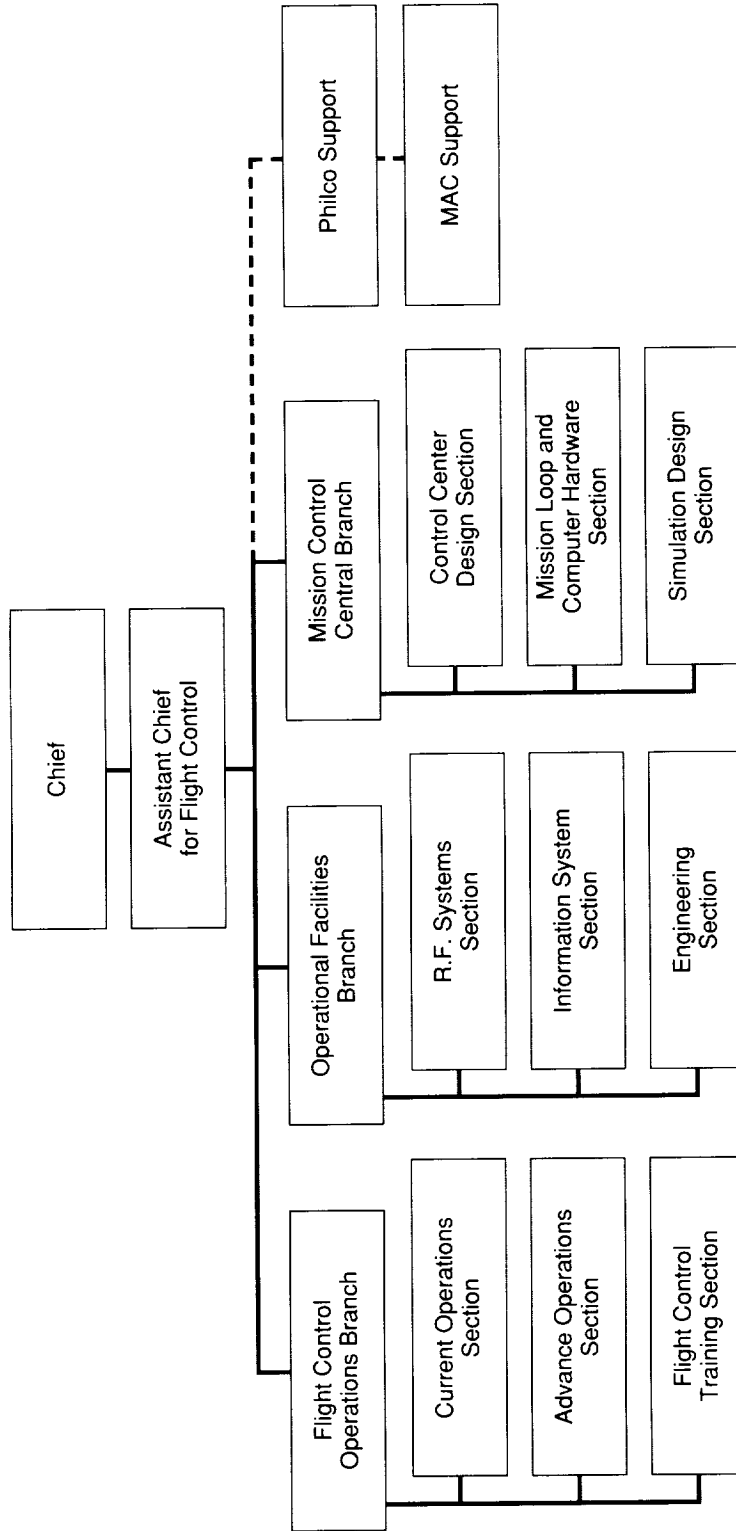 Chief
Assistant Chief
for Flight Control
Flight Control
Operations Branch
Current Operations
Section
Advance Operations
Section
Flight Control
Training Section
Operational Facilities
Branch
R.F. Systems
Section
Information System
Section
Engineering
Section
Mission Control
Central Branch
Control Center
Design Section
Mission Loop and
Computer Hardware
Section
Simulation Design
Section
Philco Support
MAC Support